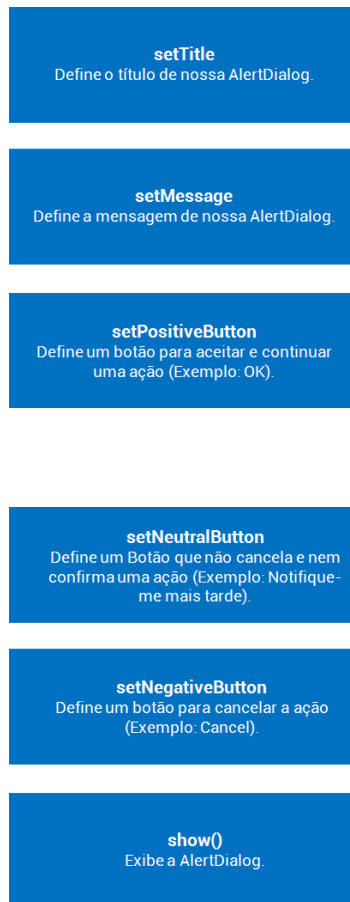 setTitle
Define o título de nossa AlertDialog.
setMessage
Define a mensagem de nossa AlertDialog.
setPositiveButton
Define um botão para aceitar e continuar
uma ação (Exemplo: OK).
setNeutralButton
Define um Botão que não cancela e nem
confirma uma ação (Exemplo: Notifique-
me mais tarde).
setNegativeButton
Define um botão para cancelar a ação
(Exemplo: Cancel).
show()
Exibe a AlertDialog.